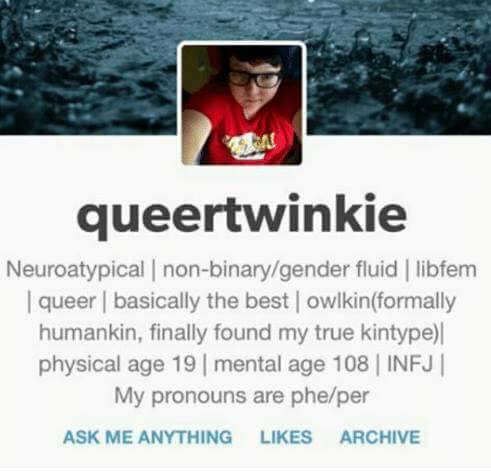 queertwinkie
Neuroatypical | non-binary/gender fluid | libfem
| queer | basically the best | owlkin(formally
humankin, finally found my true kintype)|
physical age 19 | mental age 108 | INFJ |
My pronouns are phe/per
ASK ME ANYTHING LIKES ARCHIVE